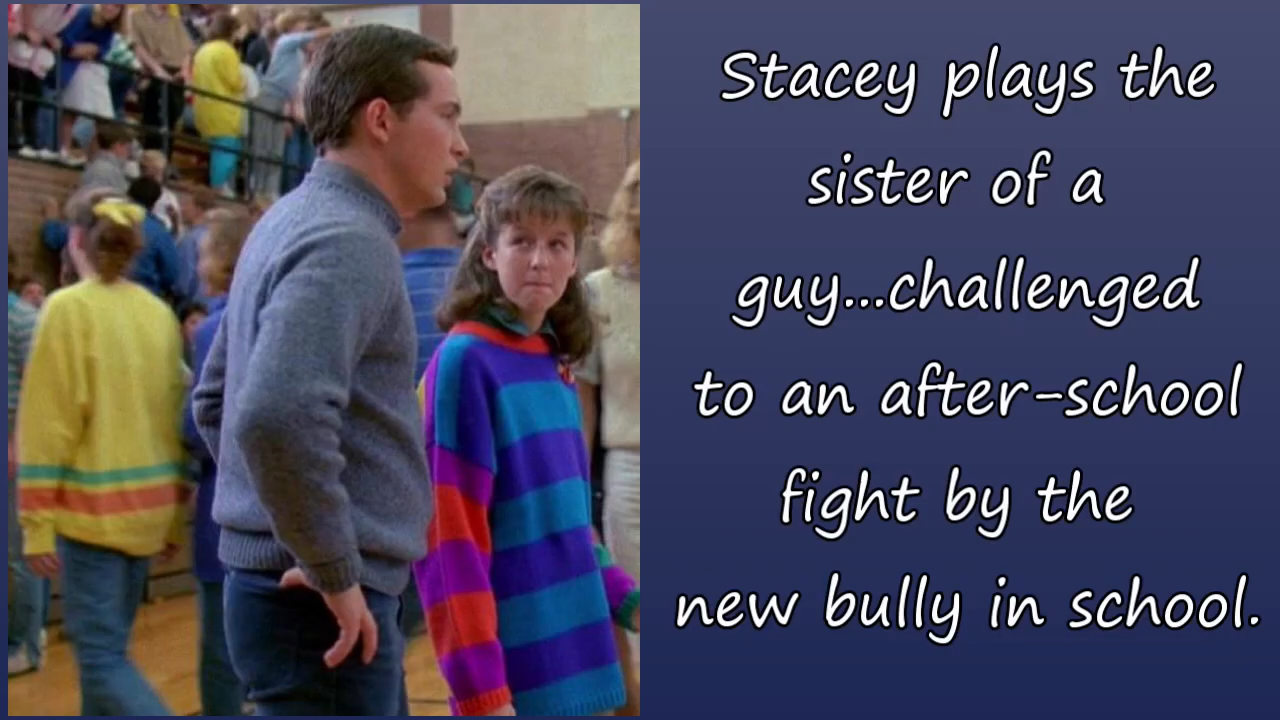 Stacey plays the
sister of a
guy...challenged
to an after-school
fight by the
new bully in school.